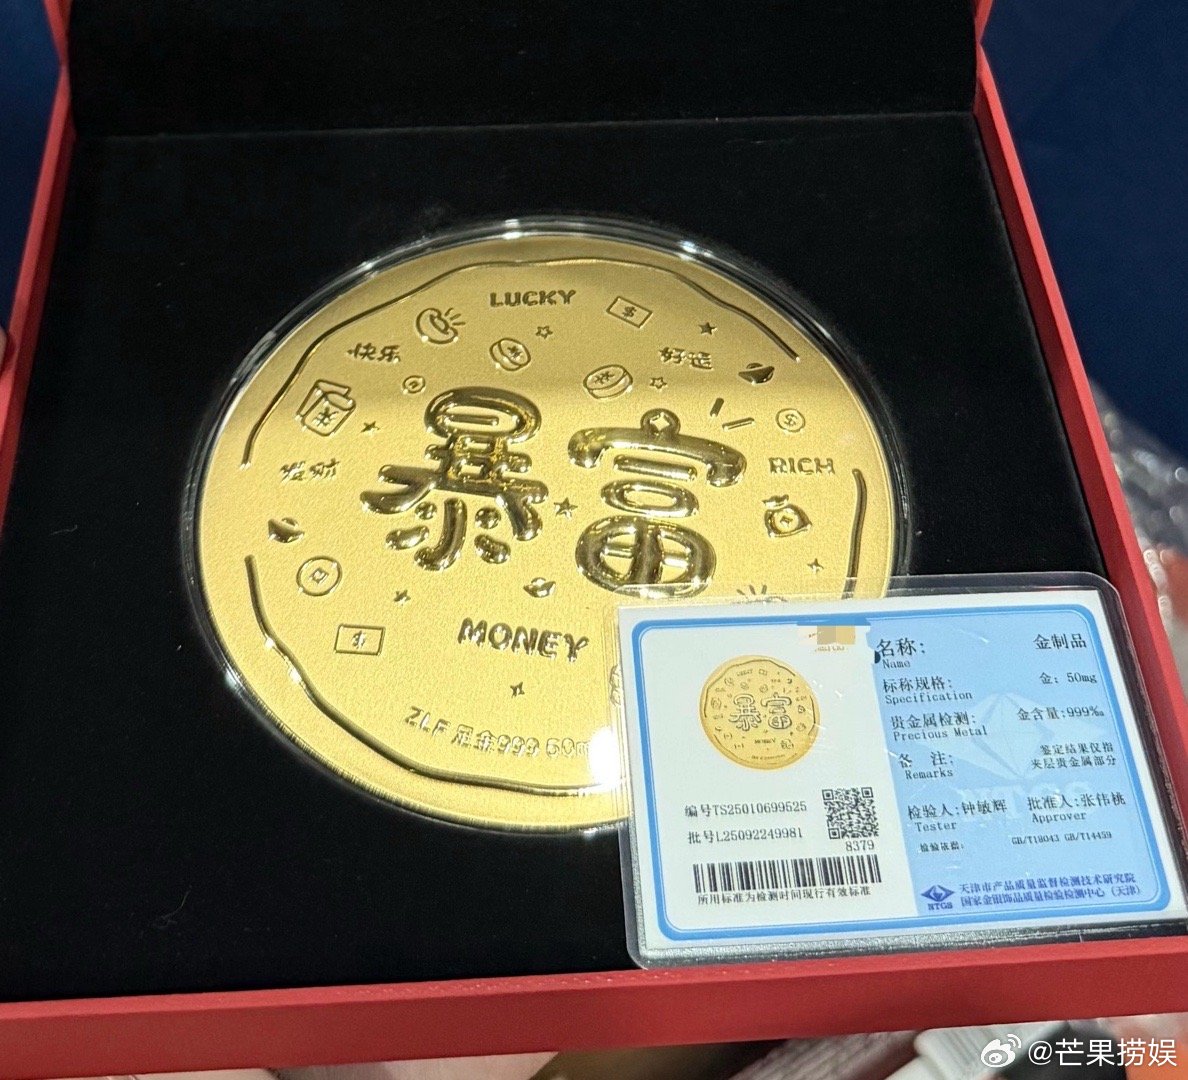 LUCKY
快乐
好运
暴富
发财
RICH
MONEY
ZLF 足金999 50m
名称:
Name
金制品
标称规格:
Specification
金: 50mg
贵金属检测:
Precious Metal
金含量:999‰
备 注:
Remarks
鉴定结果仅指
夹层贵金属部分
检验人:钟敏辉
Tester
批准人:张伟桃
Approver
检验依据:
GB/T18043 GB/T14459
天津市产品质量监督检测技术研究院
国家金银饰品质量检验检测中心(天津)
NTGB
暴富
MONEY
编号TS25010699525
批号L25092249981
8379
所用标准为检测时间现行有效标准
@芒果捞娱